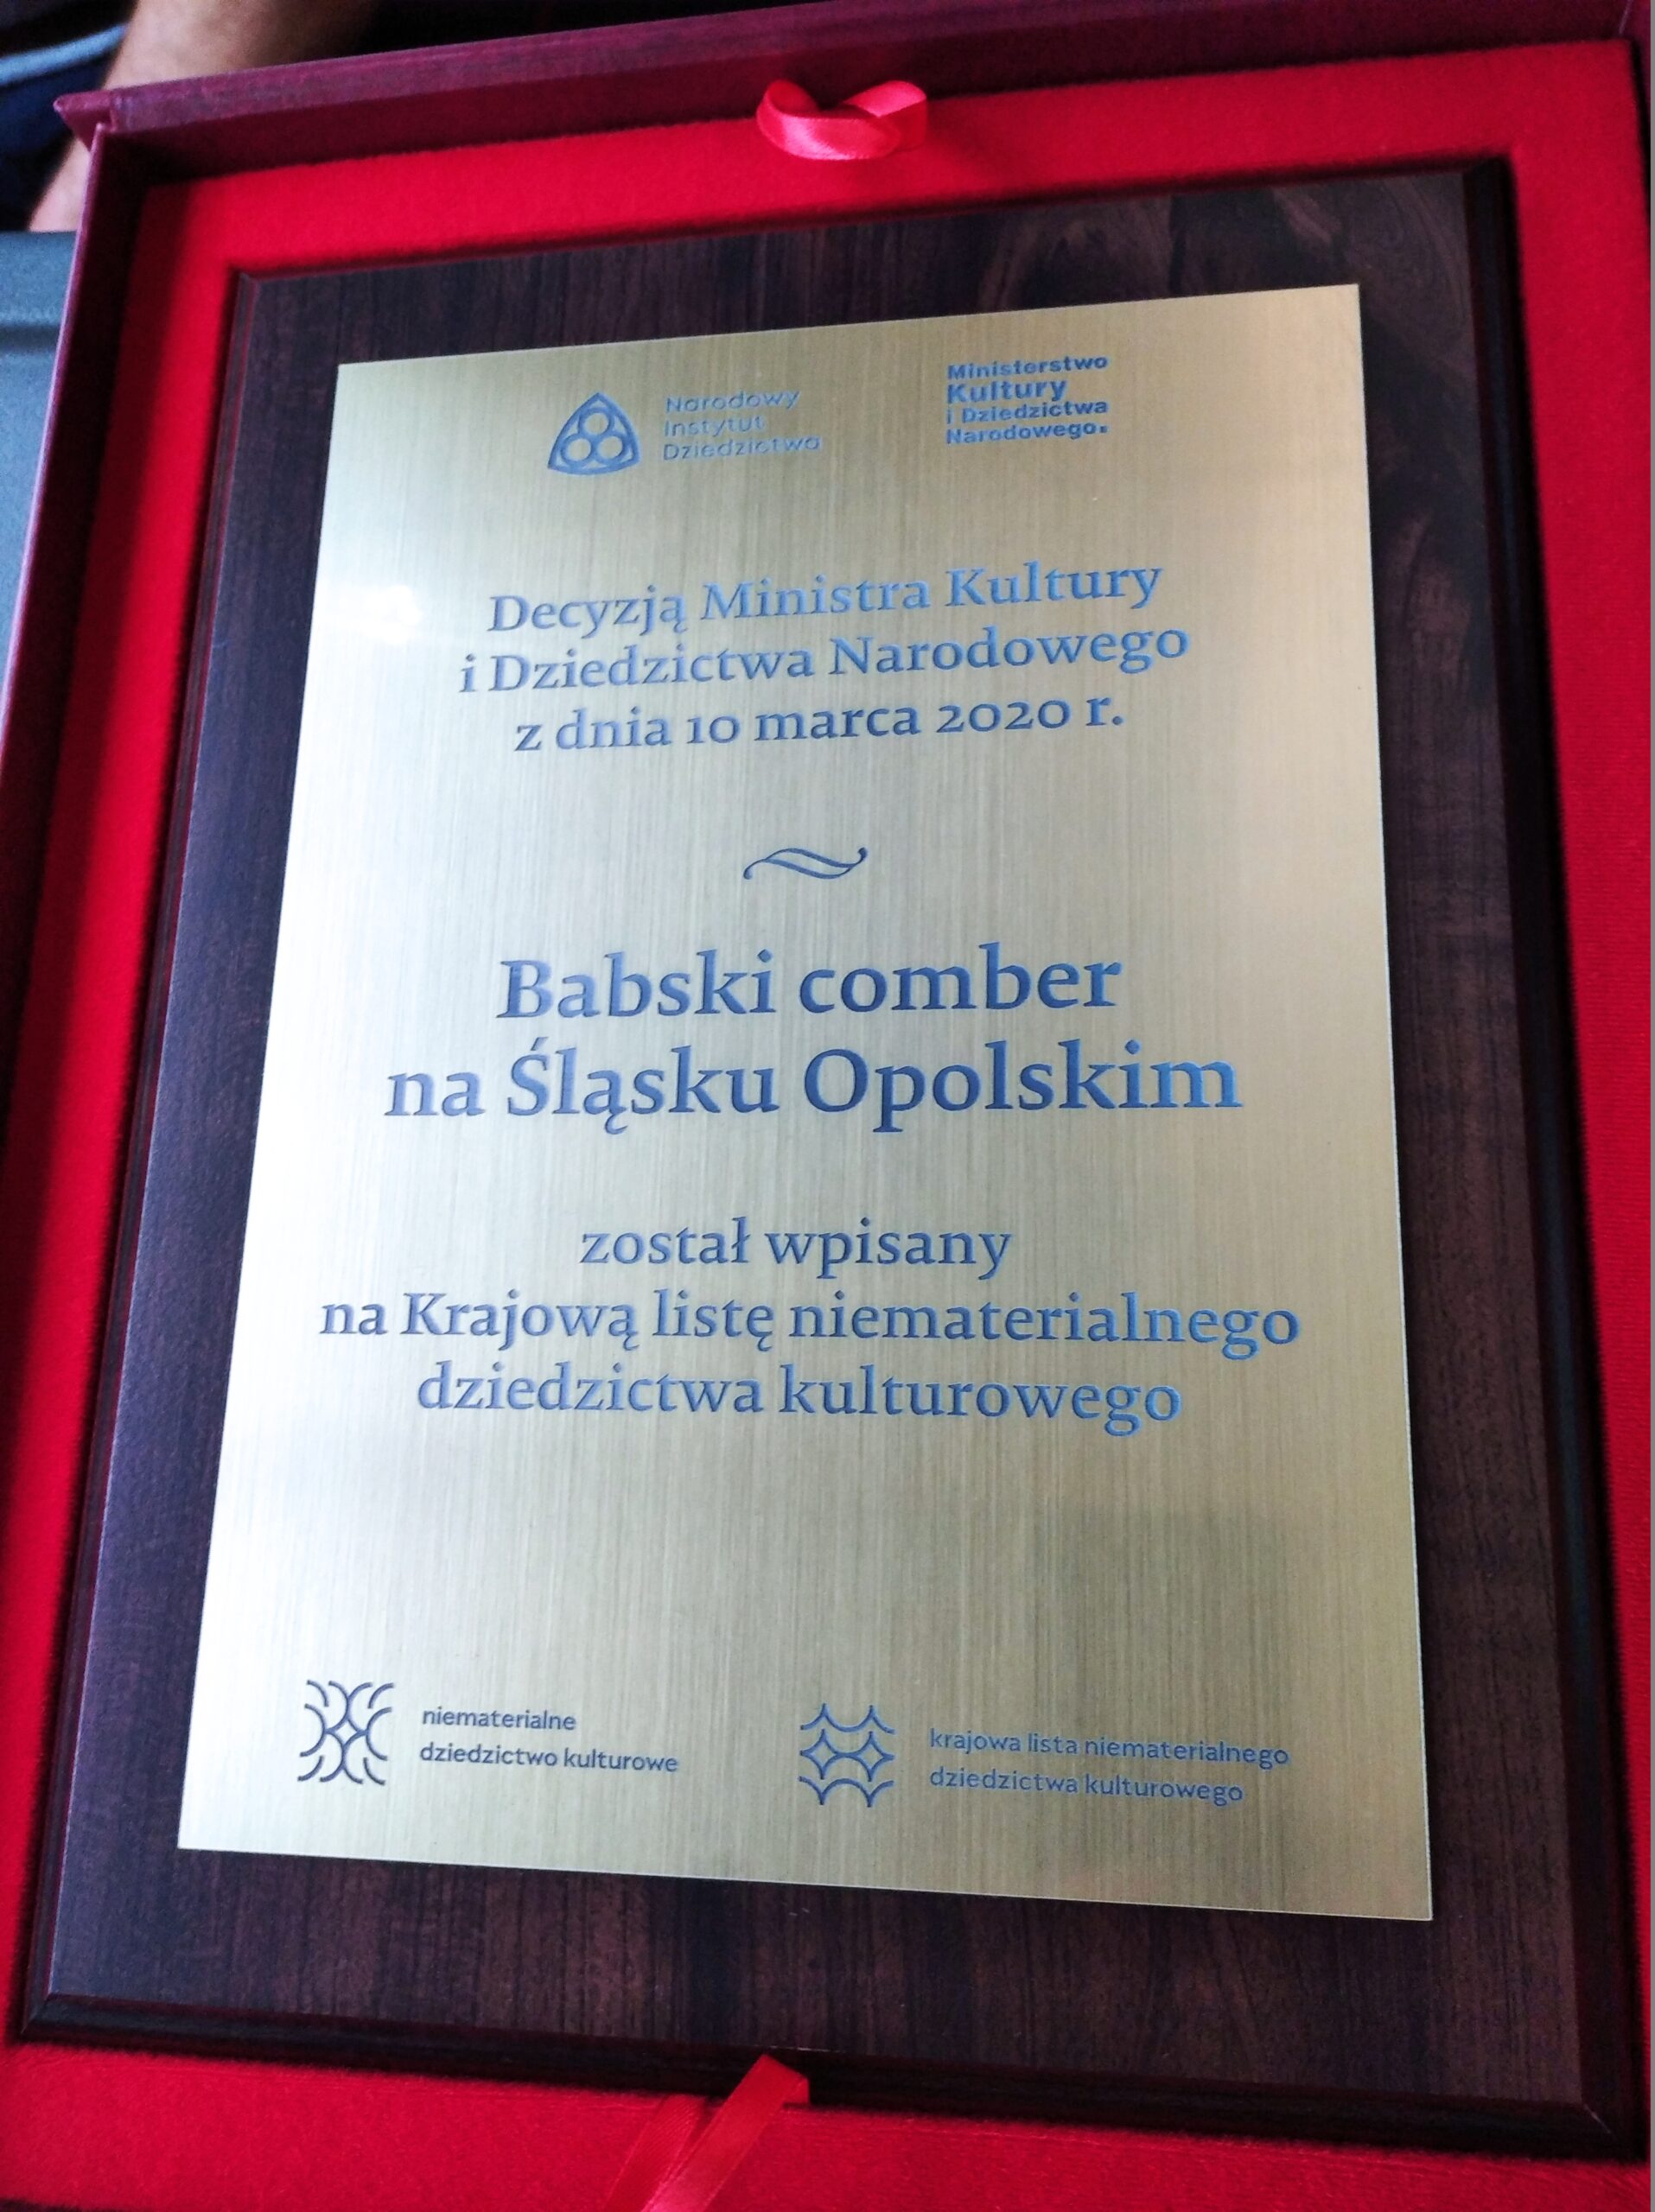 Narodowy
Instytut
Dziedzictwa
Ministerstwo
Kultury
i Dziedzictwa
Narodowego
Decyzją Ministra Kultury
i Dziedzictwa Narodowego
z dnia 10 marca 2020 r.
Babski comber
na Śląsku Opolskim
został wpisany
na Krajową listę niematerialnego
dziedzictwa kulturowego
niematerialne
dziedzictwo kulturowe
krajowa lista niematerialnego
dziedzictwa kulturowego